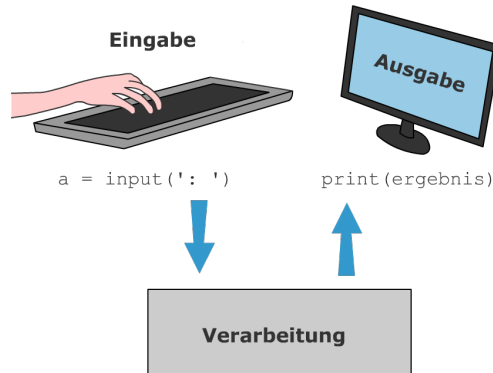 Eingabe
Ausgabe
a = input(': ')
print(ergebnis)
Verarbeitung